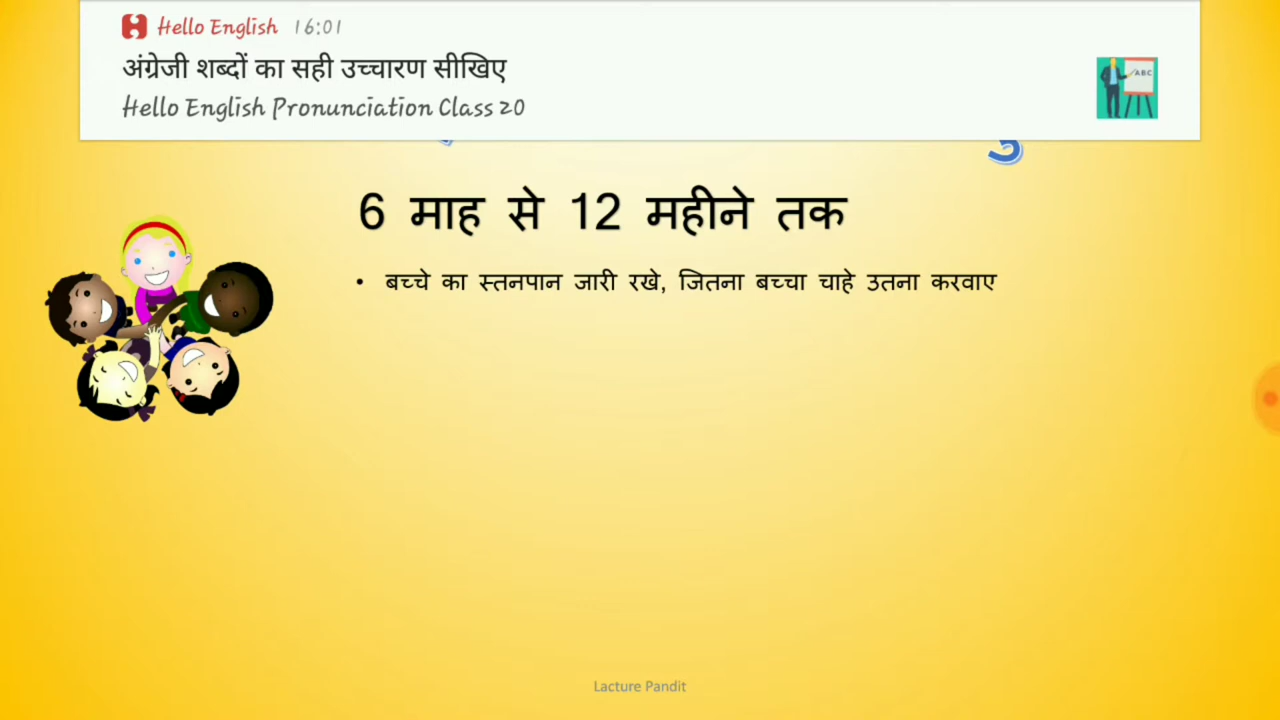 Hello English 16:01
अंग्रेजी शब्दों का सही उच्चारण सीखिए
Hello English Pronunciation Class 20
ABC
6 माह से 12 महीने तक
• बच्चे का स्तनपान जारी रखे, जितना बच्चा चाहे उतना करवाए
Lacture Pandit